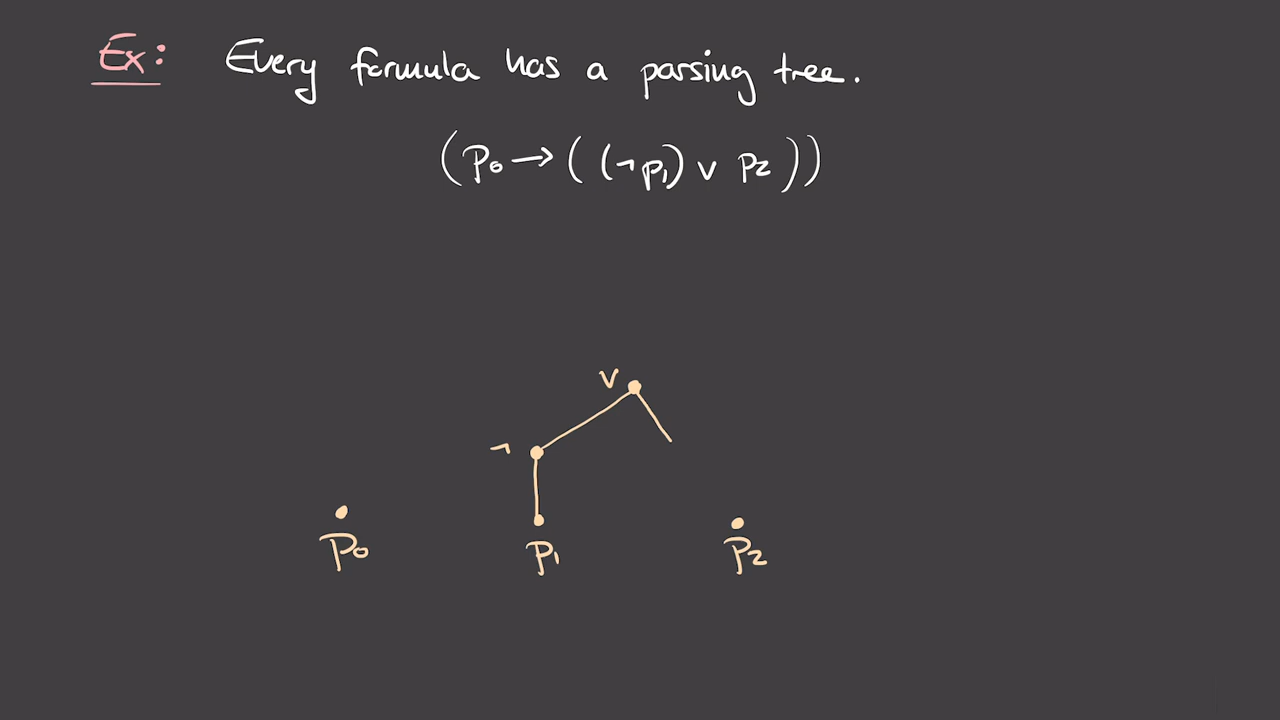 Ex: Every formula has a parsing tree.
(p₀ → ((¬p₁) ∨ p₂))
∨
¬
p₀ p₁ p₂